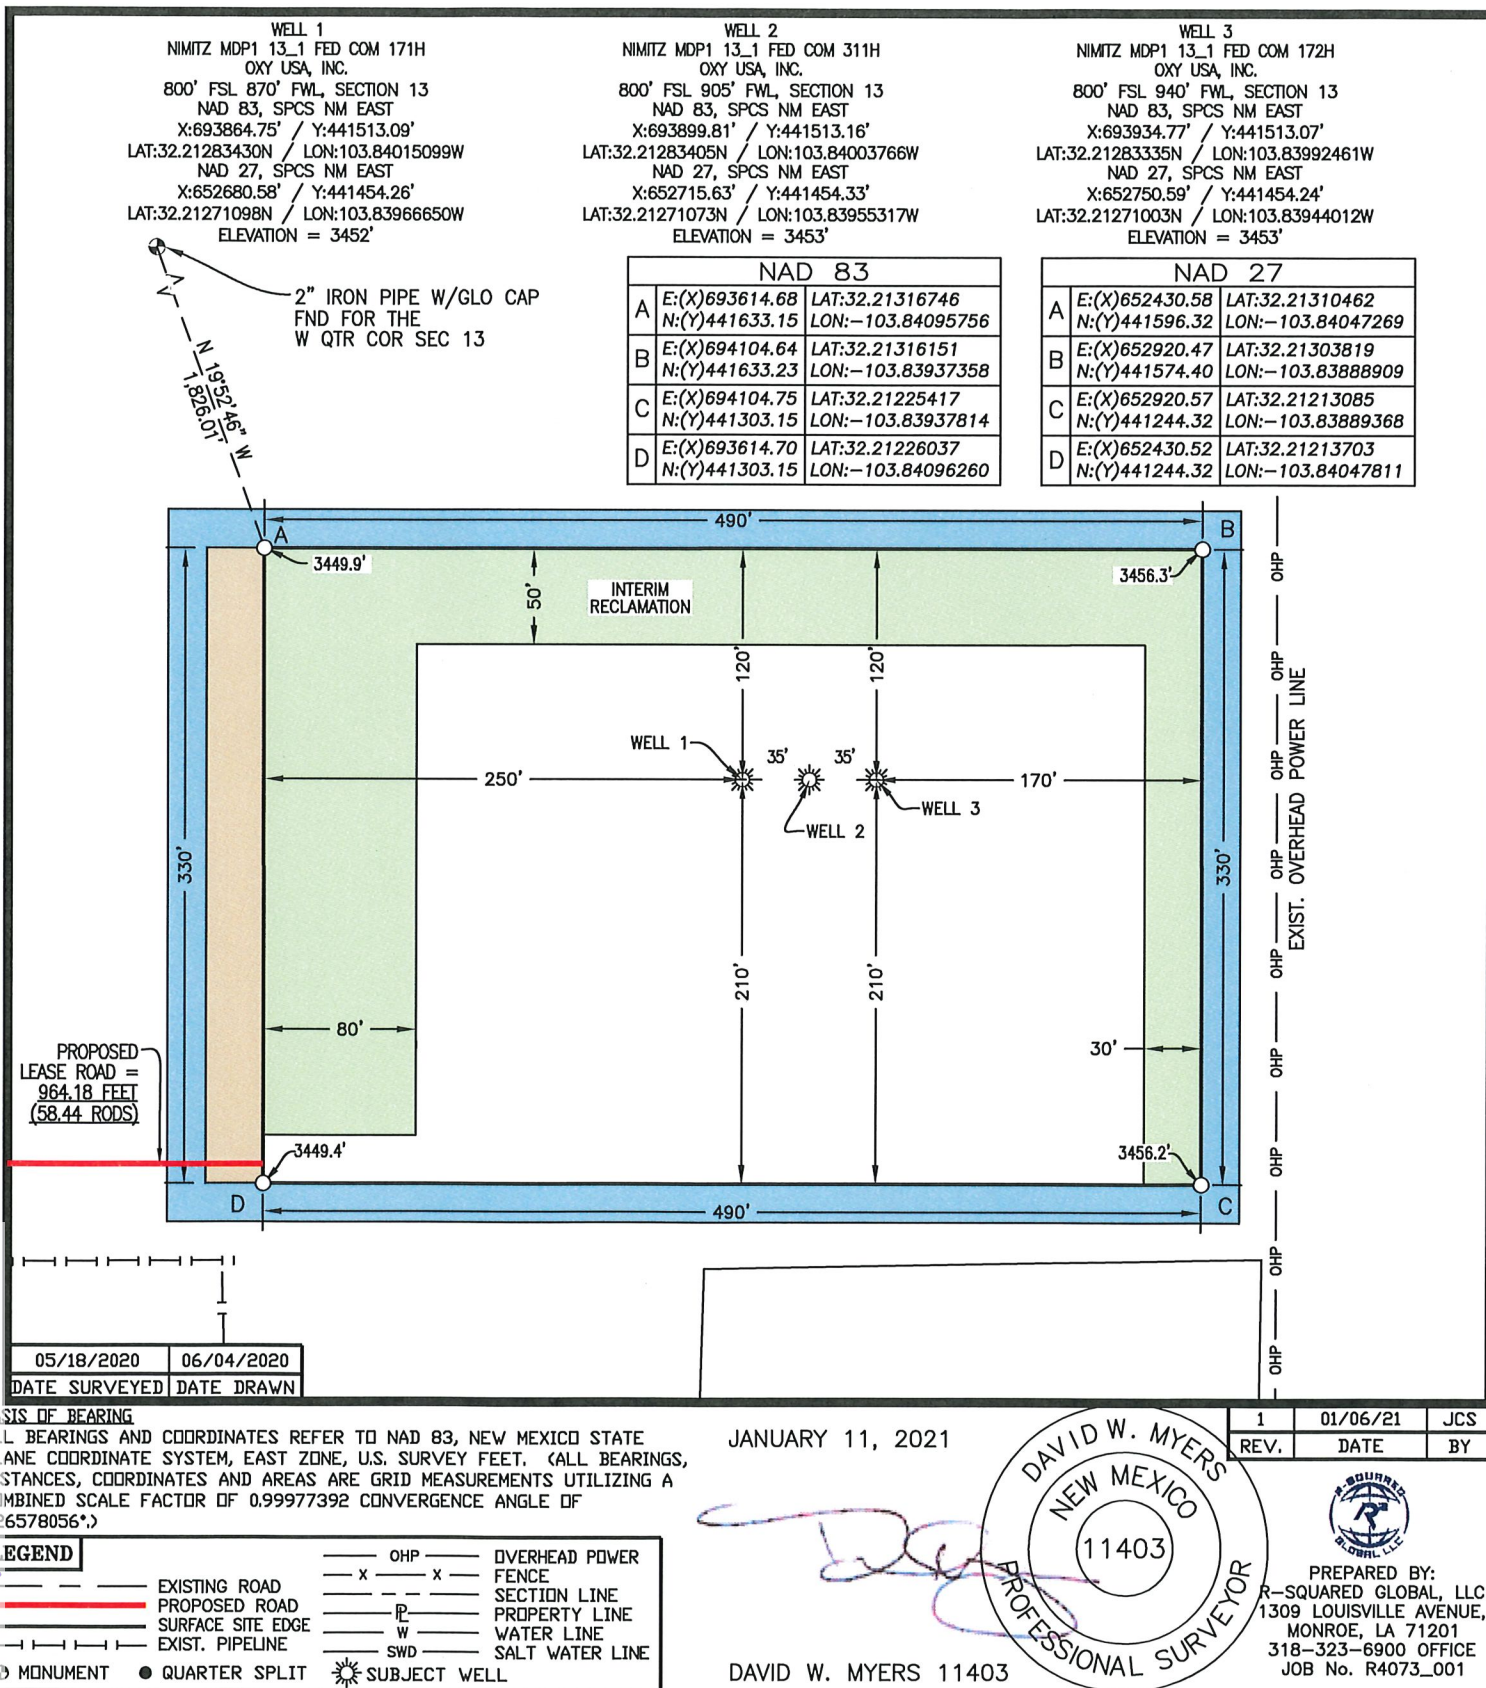 WELL 1
NIMITZ MDP1 13_1 FED COM 171H
OXY USA, INC.
800' FSL 870' FWL, SECTION 13
NAD 83, SPCS NM EAST
X:693864.75' / Y:441513.09'
LAT:32.21283430N / LON:103.84015099W
NAD 27, SPCS NM EAST
X:652680.58' / Y:441454.26'
LAT:32.21271098N / LON:103.83966650W
ELEVATION = 3452'
WELL 2
NIMITZ MDP1 13_1 FED COM 311H
OXY USA, INC.
800' FSL 905' FWL, SECTION 13
NAD 83, SPCS NM EAST
X:693899.81' / Y:441513.16'
LAT:32.21283405N / LON:103.84003766W
NAD 27, SPCS NM EAST
X:652715.63' / Y:441454.33'
LAT:32.21271073N / LON:103.83955317W
ELEVATION = 3453'
WELL 3
NIMITZ MDP1 13_1 FED COM 172H
OXY USA, INC.
800' FSL 940' FWL, SECTION 13
NAD 83, SPCS NM EAST
X:693934.77' / Y:441513.07'
LAT:32.21283335N / LON:103.83992461W
NAD 27, SPCS NM EAST
X:652750.59' / Y:441454.24'
LAT:32.21271003N / LON:103.83944012W
ELEVATION = 3453'
2" IRON PIPE W/GLO CAP
FND FOR THE
W QTR COR SEC 13
N 19°52'46" W
1,826.01'
NAD 83
A E:(X)693614.68 LAT:32.21316746
N:(Y)441633.15 LON:-103.84095756
B E:(X)694104.64 LAT:32.21316151
N:(Y)441633.23 LON:-103.83937358
C E:(X)694104.75 LAT:32.21225417
N:(Y)441303.15 LON:-103.83937814
D E:(X)693614.70 LAT:32.21226037
N:(Y)441303.15 LON:-103.84096260
NAD 27
A E:(X)652430.58 LAT:32.21310462
N:(Y)441596.32 LON:-103.84047269
B E:(X)652920.47 LAT:32.21303819
N:(Y)441574.40 LON:-103.83888909
C E:(X)652920.57 LAT:32.21213085
N:(Y)441244.32 LON:-103.83889368
D E:(X)652430.52 LAT:32.21213703
N:(Y)441244.32 LON:-103.84047811
490'
A
B
3449.9'
3456.3'
50'
INTERIM
RECLAMATION
120'
120'
WELL 1
35'
35'
250'
170'
WELL 3
WELL 2
330'
330'
210'
210'
80'
30'
PROPOSED
LEASE ROAD =
964.18 FEET
(58.44 RODS)
3449.4'
3456.2'
D
C
490'
OHP
OHP
OHP
OHP
OHP
OHP
OHP
OHP
OHP
EXIST. OVERHEAD POWER LINE
05/18/2020 06/04/2020
DATE SURVEYED DATE DRAWN
SIS OF BEARING
L BEARINGS AND COORDINATES REFER TO NAD 83, NEW MEXICO STATE
ANE COORDINATE SYSTEM, EAST ZONE, U.S. SURVEY FEET. (ALL BEARINGS,
STANCES, COORDINATES AND AREAS ARE GRID MEASUREMENTS UTILIZING A
MBINED SCALE FACTOR OF 0.99977392 CONVERGENCE ANGLE OF
26578056°.)
EGEND
EXISTING ROAD
PROPOSED ROAD
SURFACE SITE EDGE
EXIST. PIPELINE
MONUMENT
QUARTER SPLIT
OHP OVERHEAD POWER
X X FENCE
SECTION LINE
PL PROPERTY LINE
W WATER LINE
SWD SALT WATER LINE
SUBJECT WELL
JANUARY 11, 2021
DAVID W. MYERS 11403
DAVID W. MYERS
NEW MEXICO
11403
PROFESSIONAL SURVEYOR
1 01/06/21 JCS
REV. DATE BY
R-SQUARED
R²
GLOBAL LLC
PREPARED BY:
R-SQUARED GLOBAL, LLC
1309 LOUISVILLE AVENUE,
MONROE, LA 71201
318-323-6900 OFFICE
JOB No. R4073_001